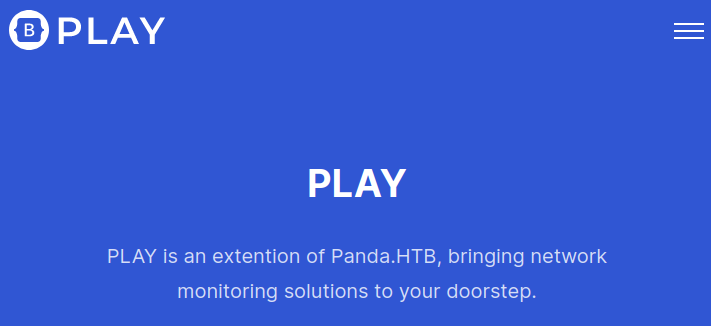 B PLAY
PLAY
PLAY is an extention of Panda.HTB, bringing network
monitoring solutions to your doorstep.